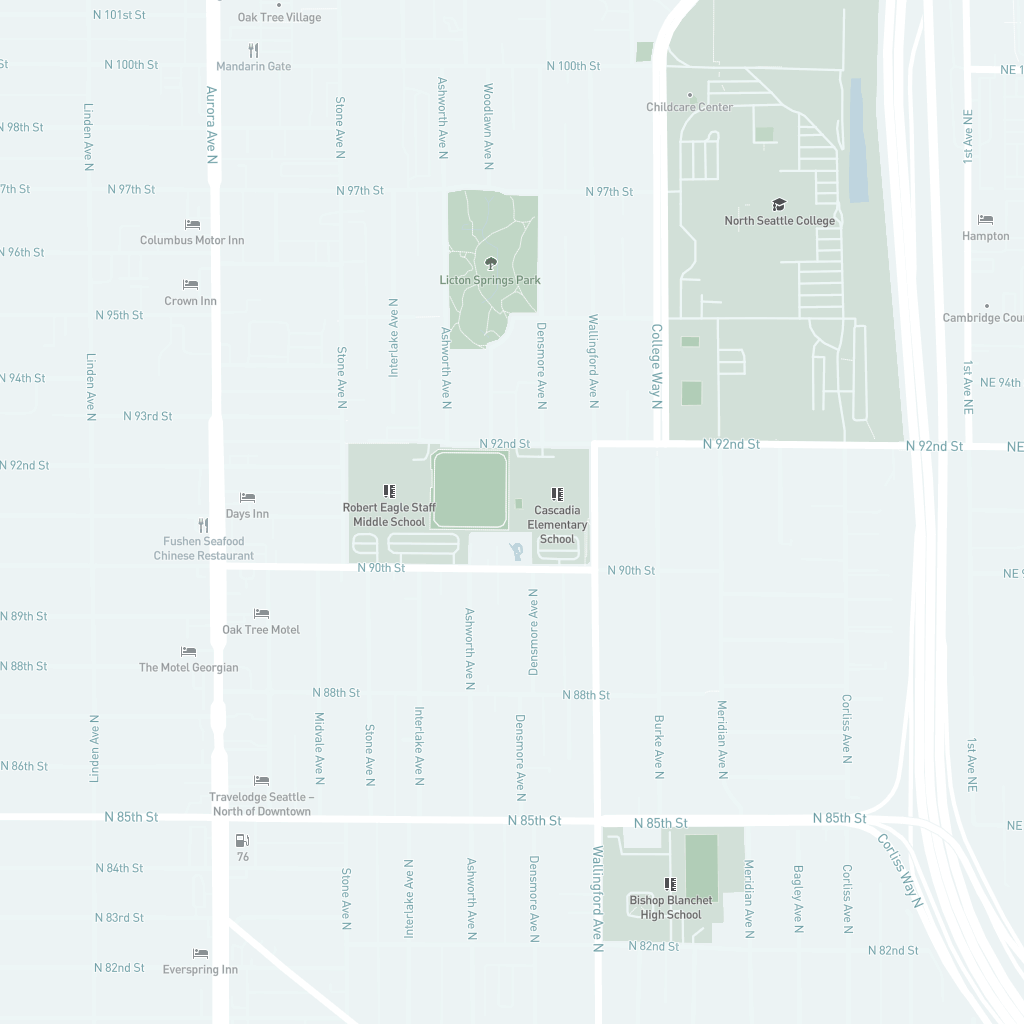 N 101st St
Oak Tree Village
Mandarin Gate
N 100th St
N 100th St
St
NE 1
Aurora Ave N
Linden Ave N
Stone Ave N
Ashworth Ave N
Woodlawn Ave N
Childcare Center
1st Ave NE
N 98th St
7th St
N 97th St
N 97th St
N 97th St
North Seattle College
Columbus Motor Inn
Hampton
N 96th St
Licton Springs Park
Crown Inn
N 95th St
Cambridge Cour
Interlake Ave N
Linden Ave N
Stone Ave N
Ashworth Ave N
Densmore Ave N
Wallingford Ave N
College Way N
1st Ave NE
N 94th St
NE 94th
N 93rd St
N 92nd St
N 92nd St
N 92nd St
NE
N 92nd St
Robert Eagle Staff
Middle School
Cascadia
Elementary
School
Days Inn
Fushen Seafood
Chinese Restaurant
N 90th St
N 90th St
NE 9
N 89th St
Oak Tree Motel
Ashworth Ave N
Densmore Ave N
N 88th St
The Motel Georgian
N 88th St
N 88th St
Linden Ave N
Midvale Ave N
Stone Ave N
Interlake Ave N
Densmore Ave N
Burke Ave N
Meridian Ave N
Corliss Ave N
1st Ave NE
N 86th St
Travelodge Seattle –
North of Downtown
N 85th St
N 85th St
N 85th St
N 85th St
NE
76
N 84th St
Stone Ave N
Interlake Ave N
Ashworth Ave N
Densmore Ave N
Wallingford Ave N
Bishop Blanchet
High School
Meridian Ave N
Bagley Ave N
Corliss Ave N
Corliss Way N
N 83rd St
N 82nd St
N 82nd St
N 82nd St
Everspring Inn